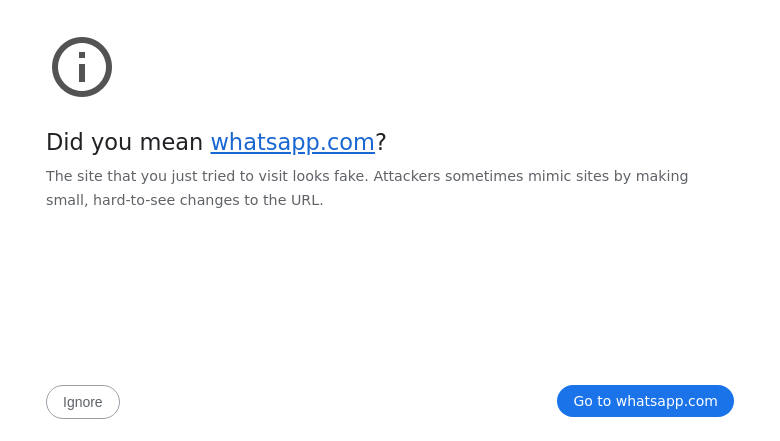 Did you mean whatsapp.com?
The site that you just tried to visit looks fake. Attackers sometimes mimic sites by making
small, hard-to-see changes to the URL.
Ignore
Go to whatsapp.com